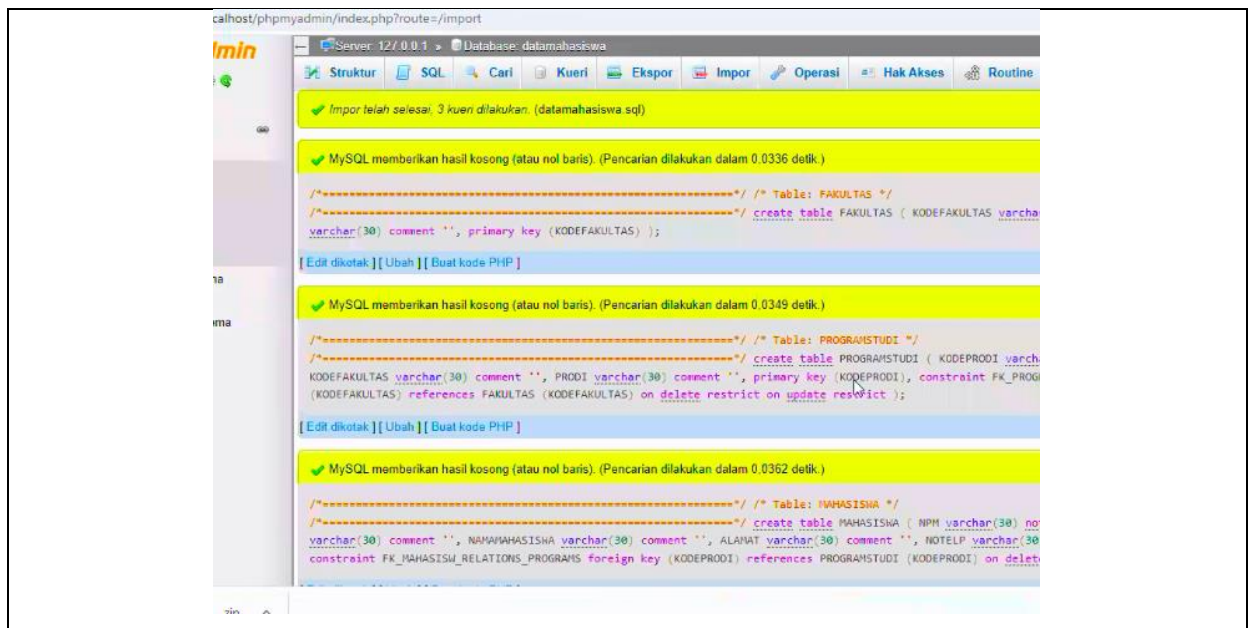 calhost/phpmyadmin/index.php?route=/import
Server: 127.0.0.1 » Database: datamahasiswa
Struktur SQL Cari Kueri Ekspor Impor Operasi Hak Akses Routine
Impor telah selesai, 3 kueri dilakukan. (datamahasiswa.sql)
MySQL memberikan hasil kosong (atau nol baris). (Pencarian dilakukan dalam 0,0336 detik.)
/*==============================================================*/ /* Table: FAKULTAS */
/*==============================================================*/ create table FAKULTAS ( KODEFAKULTAS varcha
varchar(30) comment '', primary key (KODEFAKULTAS) );
[ Edit dikotak ] [ Ubah ] [ Buat kode PHP ]
MySQL memberikan hasil kosong (atau nol baris). (Pencarian dilakukan dalam 0,0349 detik.)
/*==============================================================*/ /* Table: PROGRAMSTUDI */
/*==============================================================*/ create table PROGRAMSTUDI ( KODEPRODI varch
KODEFAKULTAS varchar(30) comment '', PRODI varchar(30) comment '', primary key (KODEPRODI), constraint FK_PROG
(KODEFAKULTAS) references FAKULTAS (KODEFAKULTAS) on delete restrict on update restrict );
[ Edit dikotak ] [ Ubah ] [ Buat kode PHP ]
MySQL memberikan hasil kosong (atau nol baris). (Pencarian dilakukan dalam 0,0362 detik.)
/*==============================================================*/ /* Table: MAHASISWA */
/*==============================================================*/ create table MAHASISWA ( NPM varchar(30) no
varchar(30) comment '', NAMAMAHASISWA varchar(30) comment '', ALAMAT varchar(30) comment '', NOTELP varchar(30
constraint FK_MAHASISW_RELATIONS_PROGRAMS foreign key (KODEPRODI) references PROGRAMSTUDI (KODEPRODI) on delet